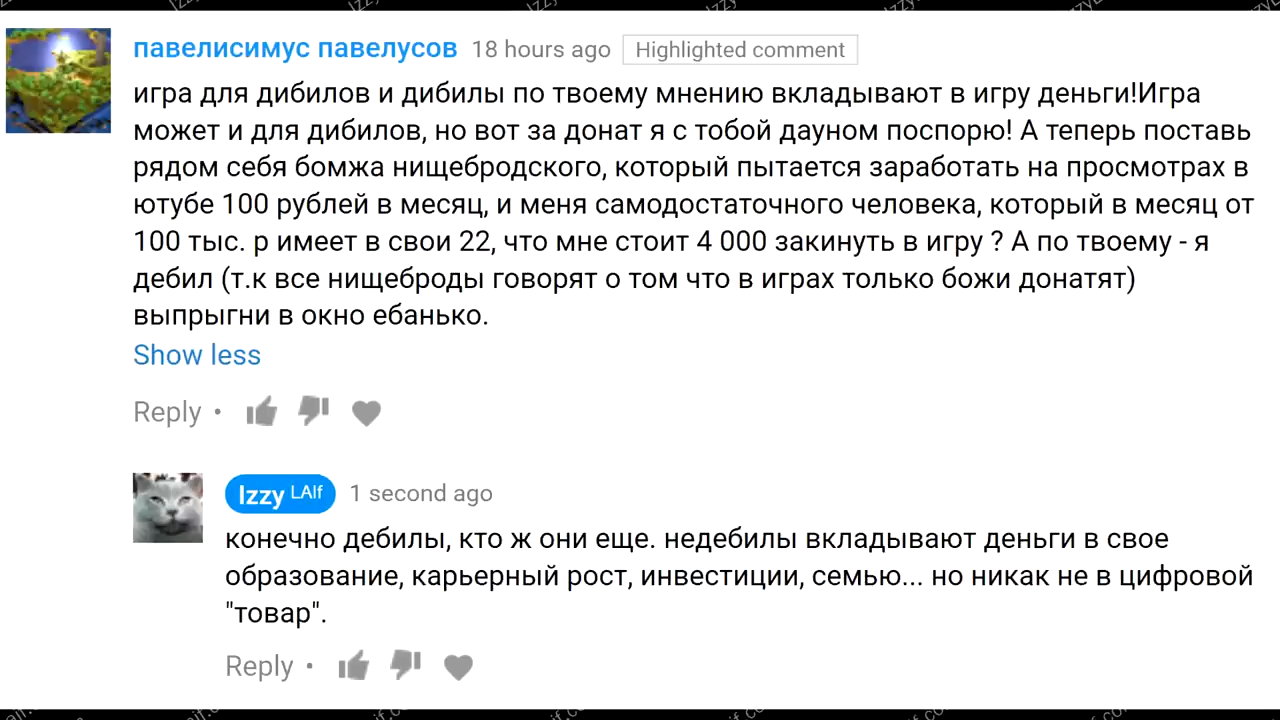 павелисимус павелусов 18 hours ago Highlighted comment
игра для дибилов и дибилы по твоему мнению вкладывают в игру деньги!Игра
может и для дибилов, но вот за донат я с тобой дауном поспорю! А теперь поставь
рядом себя бомжа нищебродского, который пытается заработать на просмотрах в
ютубе 100 рублей в месяц, и меня самодостаточного человека, который в месяц от
100 тыс. р имеет в свои 22, что мне стоит 4 000 закинуть в игру ? А по твоему - я
дебил (т.к все нищеброды говорят о том что в играх только божи донатят)
выпрыгни в окно ебанько.
Show less
Reply •
Izzy LAlf 1 second ago
конечно дебилы, кто ж они еще. недебилы вкладывают деньги в свое
образование, карьерный рост, инвестиции, семью... но никак не в цифровой
"товар".
Reply •